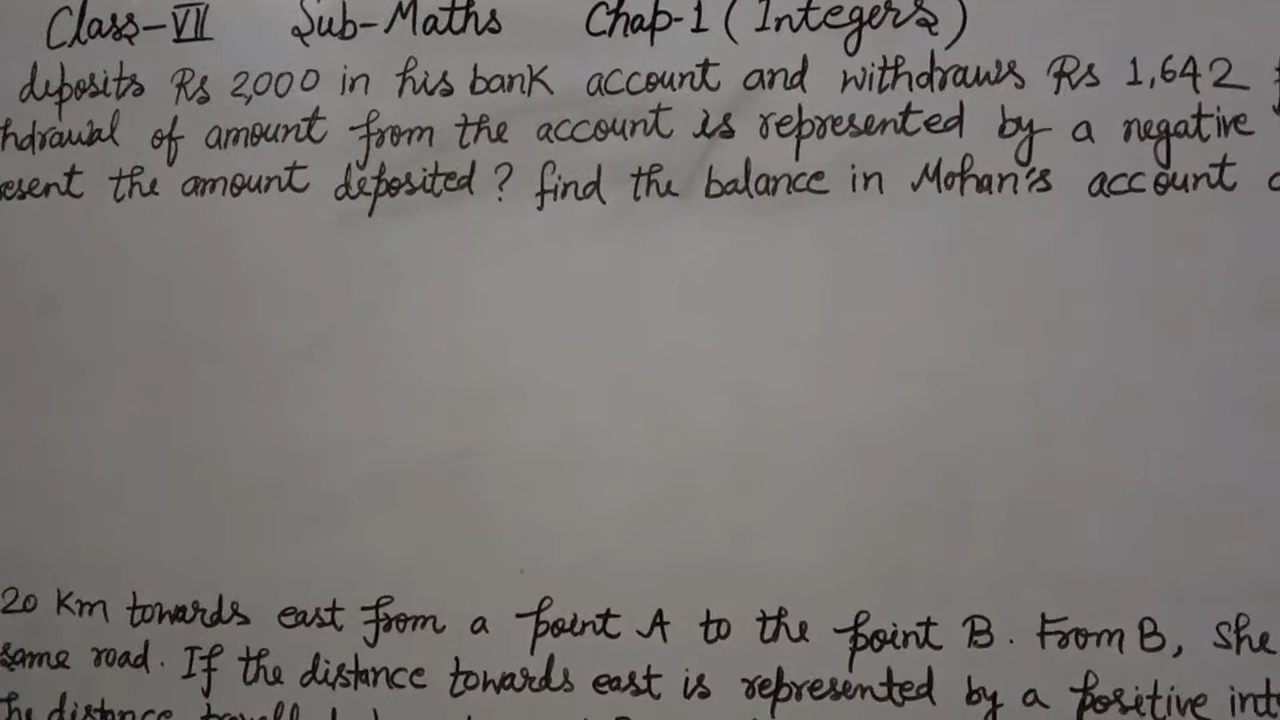 Class-VII Sub-Maths Chap-1 (Integers)
deposits Rs 2,000 in his bank account and withdraws Rs 1,642
hdrawal of amount from the account is represented by a negative
esent the amount deposited? find the balance in Mohan's account
20 Km towards east from a point A to the point B. From B, she
same road. If the distance towards east is represented by a positive int
the distance